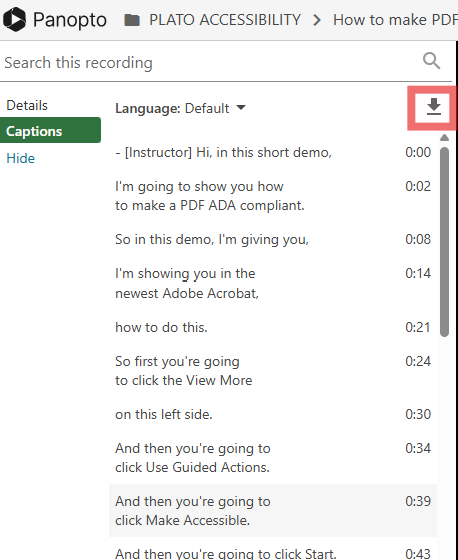 Panopto PLATO ACCESSIBILITY > How to make PDF
Search this recording
Details
Captions
Hide
Language: Default
- [Instructor] Hi, in this short demo, 0:00
I'm going to show you how 0:02
to make a PDF ADA compliant.
So in this demo, I'm giving you, 0:08
I'm showing you in the 0:14
newest Adobe Acrobat,
how to do this. 0:21
So first you're going 0:24
to click the View More
on this left side. 0:30
And then you're going to 0:34
click Use Guided Actions.
And then you're going to 0:39
click Make Accessible.
And then you're going to click Start. 0:43